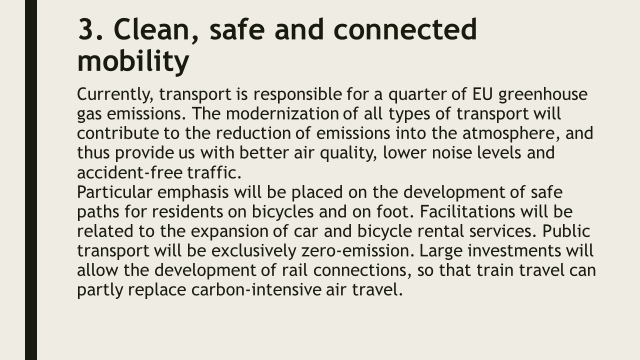 3. Clean, safe and connected
mobility
Currently, transport is responsible for a quarter of EU greenhouse
gas emissions. The modernization of all types of transport will
contribute to the reduction of emissions into the atmosphere, and
thus provide us with better air quality, lower noise levels and
accident-free traffic.
Particular emphasis will be placed on the development of safe
paths for residents on bicycles and on foot. Facilitations will be
related to the expansion of car and bicycle rental services. Public
transport will be exclusively zero-emission. Large investments will
allow the development of rail connections, so that train travel can
partly replace carbon-intensive air travel.